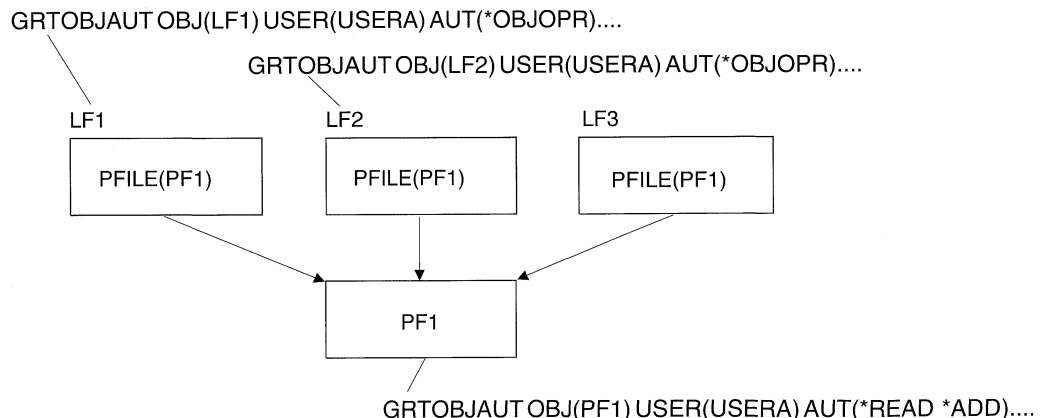 GRTOBJAUT OBJ(LF1) USER(USERA) AUT(*OBJOPR)....
GRTOBJAUT OBJ(LF2) USER(USERA) AUT(*OBJOPR)....
LF1
LF2
LF3
PFILE(PF1)
PFILE(PF1)
PFILE(PF1)
PF1
GRTOBJAUT OBJ(PF1) USER(USERA) AUT(*READ *ADD)....